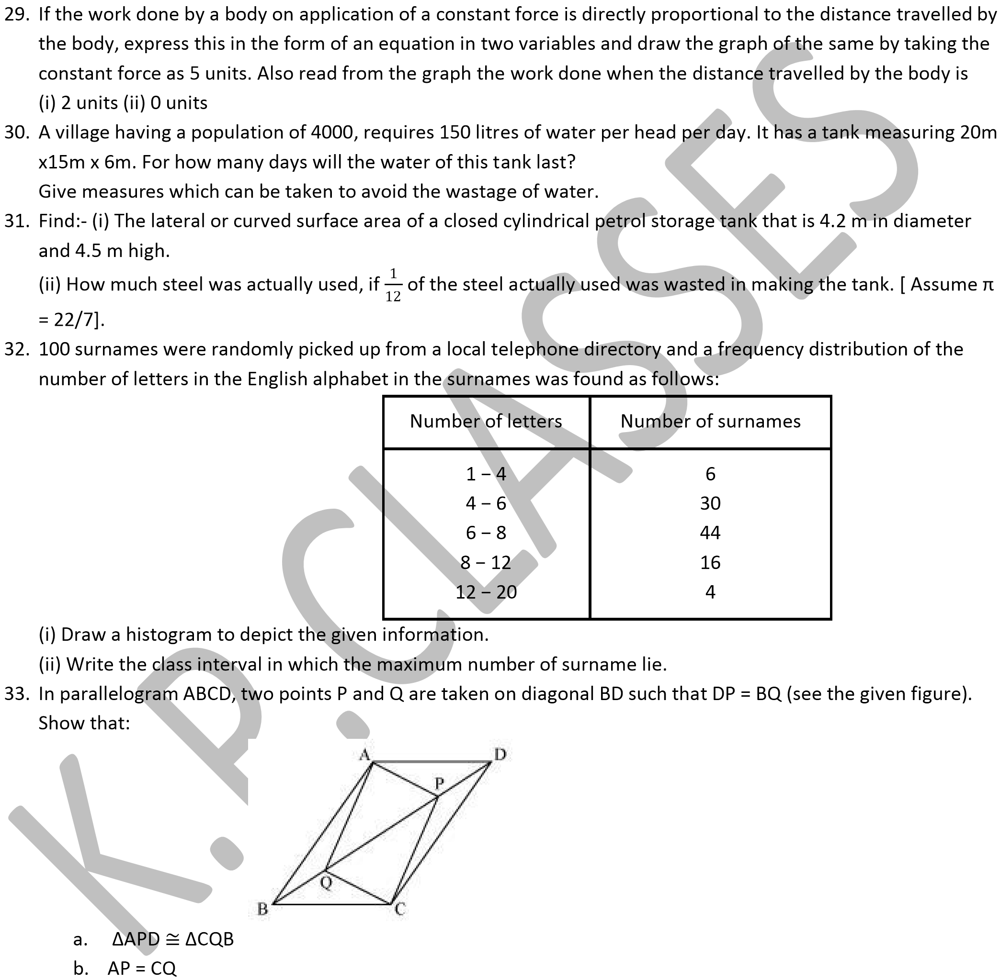 29. If the work done by a body on application of a constant force is directly proportional to the distance travelled by
the body, express this in the form of an equation in two variables and draw the graph of the same by taking the
constant force as 5 units. Also read from the graph the work done when the distance travelled by the body is
(i) 2 units (ii) 0 units
30. A village having a population of 4000, requires 150 litres of water per head per day. It has a tank measuring 20m
x15m x 6m. For how many days will the water of this tank last?
Give measures which can be taken to avoid the wastage of water.
31. Find:- (i) The lateral or curved surface area of a closed cylindrical petrol storage tank that is 4.2 m in diameter
and 4.5 m high.
(ii) How much steel was actually used, if 1/12 of the steel actually used was wasted in making the tank. [ Assume π
= 22/7].
32. 100 surnames were randomly picked up from a local telephone directory and a frequency distribution of the
number of letters in the English alphabet in the surnames was found as follows:
Number of letters Number of surnames
1 – 4 6
4 – 6 30
6 – 8 44
8 – 12 16
12 – 20 4
(i) Draw a histogram to depict the given information.
(ii) Write the class interval in which the maximum number of surname lie.
33. In parallelogram ABCD, two points P and Q are taken on diagonal BD such that DP = BQ (see the given figure).
Show that:
A D
P
Q
B C
a. ΔAPD ≅ ΔCQB
b. AP = CQ
K.P. CLASSES